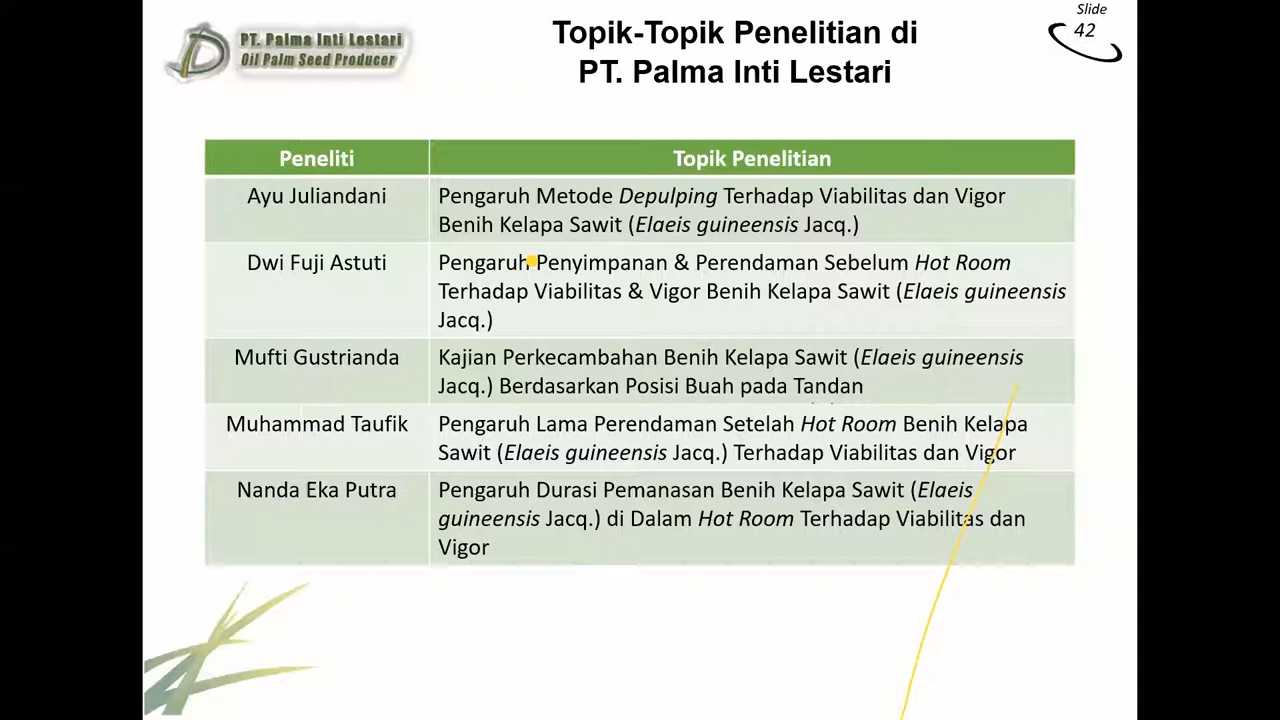 PT. Palma Inti Lestari
Oil Palm Seed Producer
Topik-Topik Penelitian di
PT. Palma Inti Lestari
Slide
42
Peneliti
Topik Penelitian
Ayu Juliandani
Pengaruh Metode Depulping Terhadap Viabilitas dan Vigor
Benih Kelapa Sawit (Elaeis guineensis Jacq.)
Dwi Fuji Astuti
Pengaruh Penyimpanan & Perendaman Sebelum Hot Room
Terhadap Viabilitas & Vigor Benih Kelapa Sawit (Elaeis guineensis
Jacq.)
Mufti Gustrianda
Kajian Perkecambahan Benih Kelapa Sawit (Elaeis guineensis
Jacq.) Berdasarkan Posisi Buah pada Tandan
Muhammad Taufik
Pengaruh Lama Perendaman Setelah Hot Room Benih Kelapa
Sawit (Elaeis guineensis Jacq.) Terhadap Viabilitas dan Vigor
Nanda Eka Putra
Pengaruh Durasi Pemanasan Benih Kelapa Sawit (Elaeis
guineensis Jacq.) di Dalam Hot Room Terhadap Viabilitas dan
Vigor